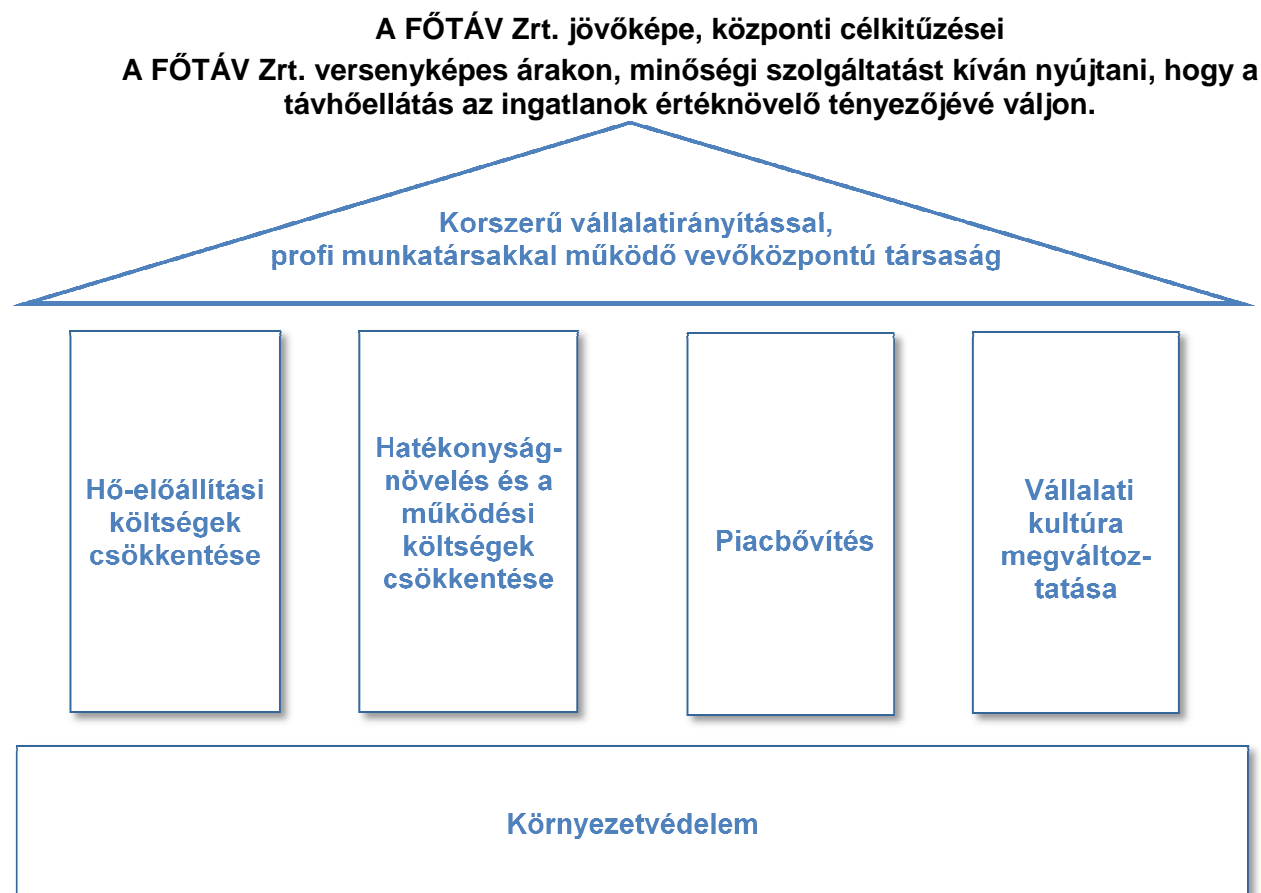 A FŐTÁV Zrt. jövőképe, központi célkitűzései
A FŐTÁV Zrt. versenyképes árakon, minőségi szolgáltatást kíván nyújtani, hogy a
távhőellátás az ingatlanok értéknövelő tényezőjévé váljon.
Korszerű vállalatirányítással,
profi munkatársakkal működő vevőközpontú társaság
Hő-előállítási
költségek
csökkentése
Hatékonyság-
növelés és a
működési
költségek
csökkentése
Piacbővítés
Vállalati
kultúra
megváltoz-
tatása
Környezetvédelem